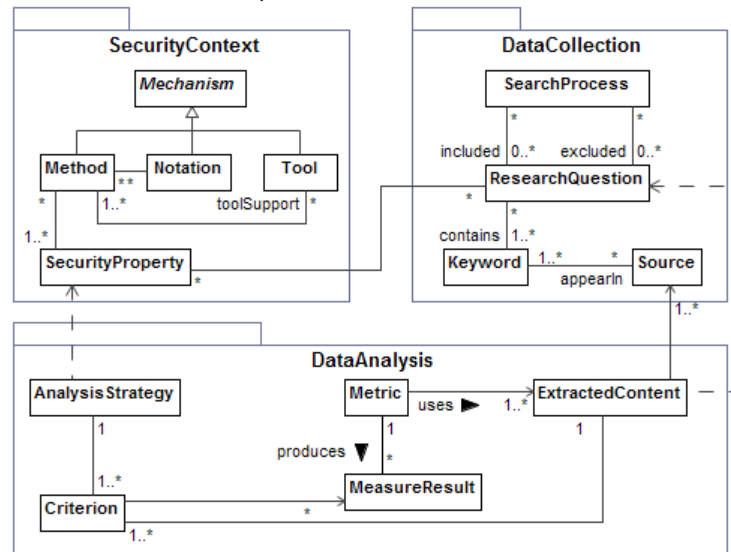 SecurityContext
DataCollection
Mechanism
SearchProcess
* *
included 0..* excluded 0..*
Method Notation Tool
ResearchQuestion
* * *
* 1..* toolSupport *
*
contains 1..*
1..*
SecurityProperty
*
Keyword 1..* * Source
appearIn
1..*
DataAnalysis
AnalysisStrategy Metric ExtractedContent
uses 1..*
1 1 1
produces
*
1..* MeasureResult
Criterion *
1..*